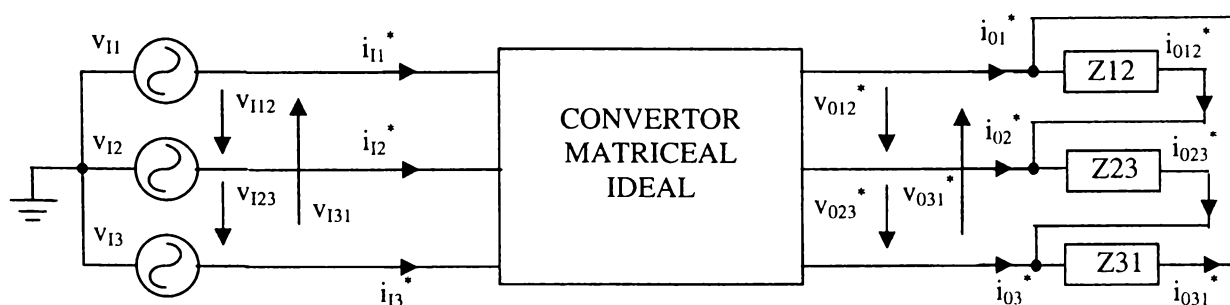 v_I1 i_I1* i_01* i_012*
Z12
v_I12 CONVERTOR v_012*
v_I2 i_I2* MATRICEAL i_02* i_023*
IDEAL Z23
v_I23 v_I31 v_023* v_031*
v_I3
Z31
i_I3* i_03* i_031*